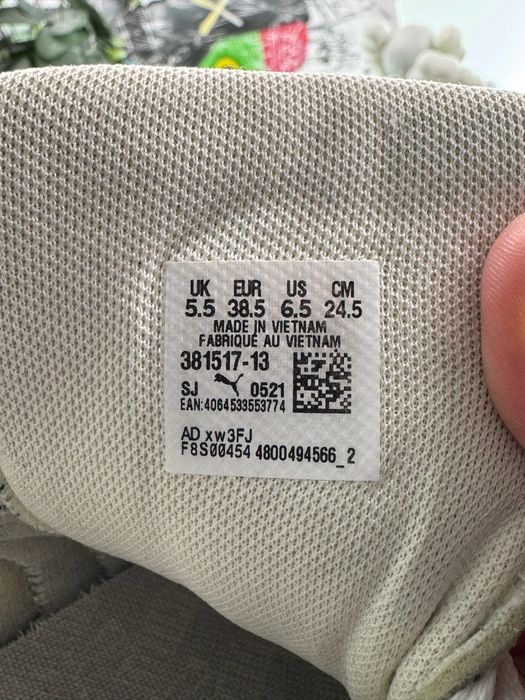 UK EUR US CM
5.5 38.5 6.5 24.5
MADE IN VIETNAM
FABRIQUÉ AU VIETNAM
381517-13
SJ 0521
EAN:4064533553774
AD xw3FJ
F8S00454 4800494566_2